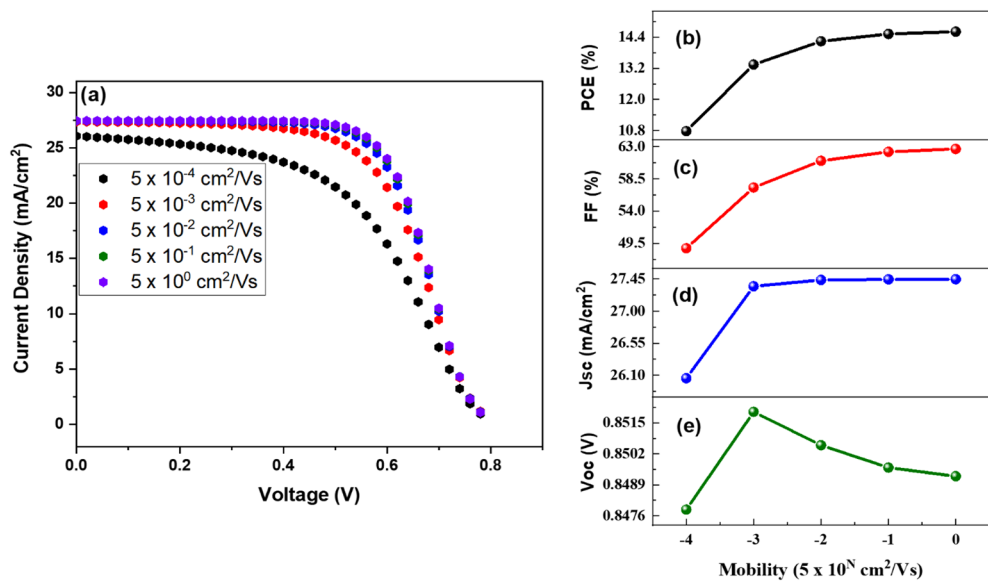 (a)
30
25
20
15
10
5
0
Current Density (mA/cm²)
5 x 10⁻⁴ cm²/Vs
5 x 10⁻³ cm²/Vs
5 x 10⁻² cm²/Vs
5 x 10⁻¹ cm²/Vs
5 x 10⁰ cm²/Vs
0.0 0.2 0.4 0.6 0.8
Voltage (V)
(b)
14.4
13.2
12.0
10.8
PCE (%)
(c)
63.0
58.5
54.0
49.5
FF (%)
(d)
27.45
27.00
26.55
26.10
Jsc (mA/cm²)
(e)
0.8515
0.8502
0.8489
0.8476
Voc (V)
-4 -3 -2 -1 0
Mobility (5 x 10ᴺ cm²/Vs)